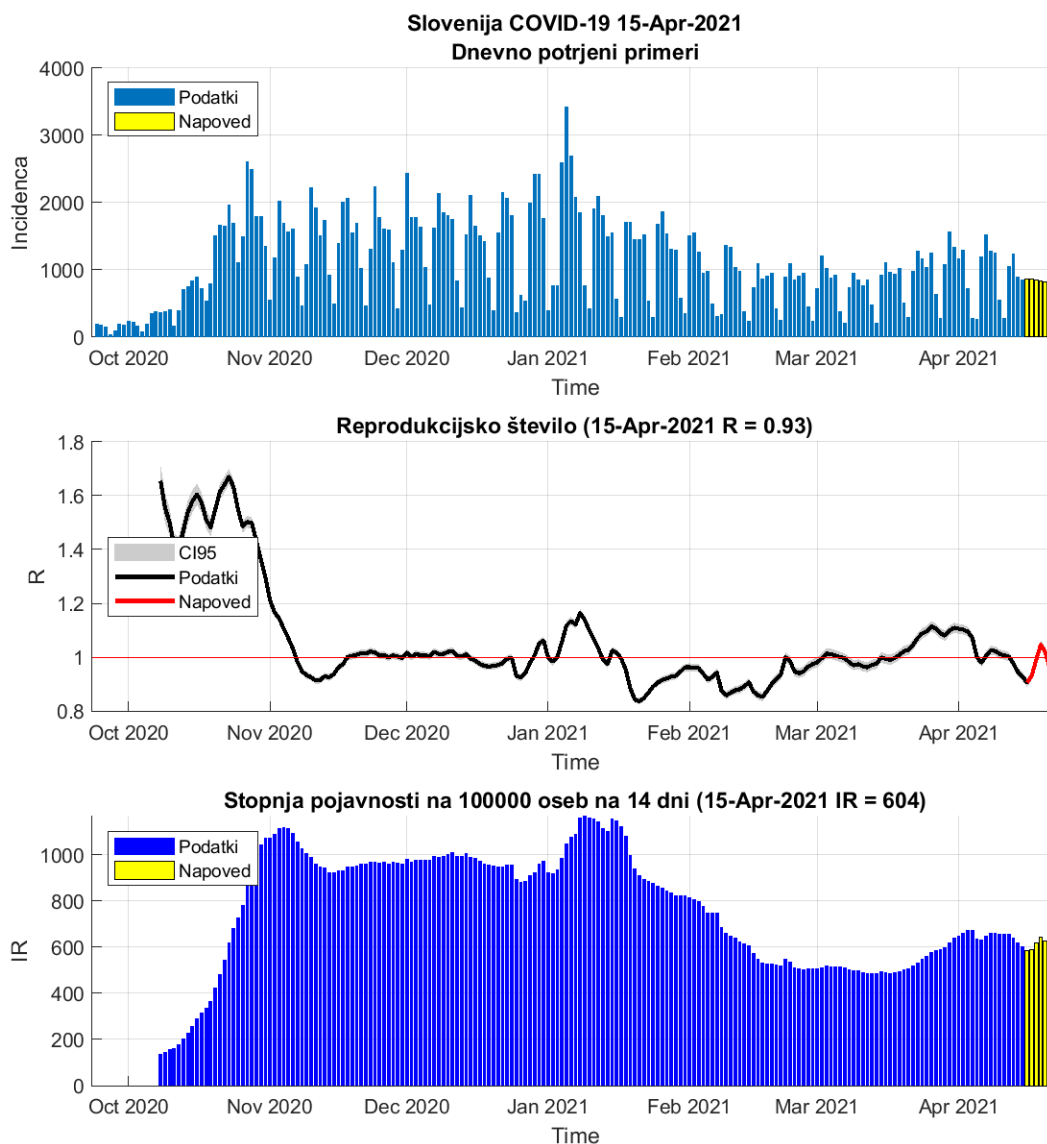 Slovenija COVID-19 15-Apr-2021
Dnevno potrjeni primeri
4000
3000
2000
1000
0
Incidenca
Podatki
Napoved
Oct 2020 Nov 2020 Dec 2020 Jan 2021 Feb 2021 Mar 2021 Apr 2021
Time
Reprodukcijsko število (15-Apr-2021 R = 0.93)
1.8
1.6
1.4
1.2
1
0.8
R
CI95
Podatki
Napoved
Oct 2020 Nov 2020 Dec 2020 Jan 2021 Feb 2021 Mar 2021 Apr 2021
Time
Stopnja pojavnosti na 100000 oseb na 14 dni (15-Apr-2021 IR = 604)
1000
800
600
400
200
0
IR
Podatki
Napoved
Oct 2020 Nov 2020 Dec 2020 Jan 2021 Feb 2021 Mar 2021 Apr 2021
Time